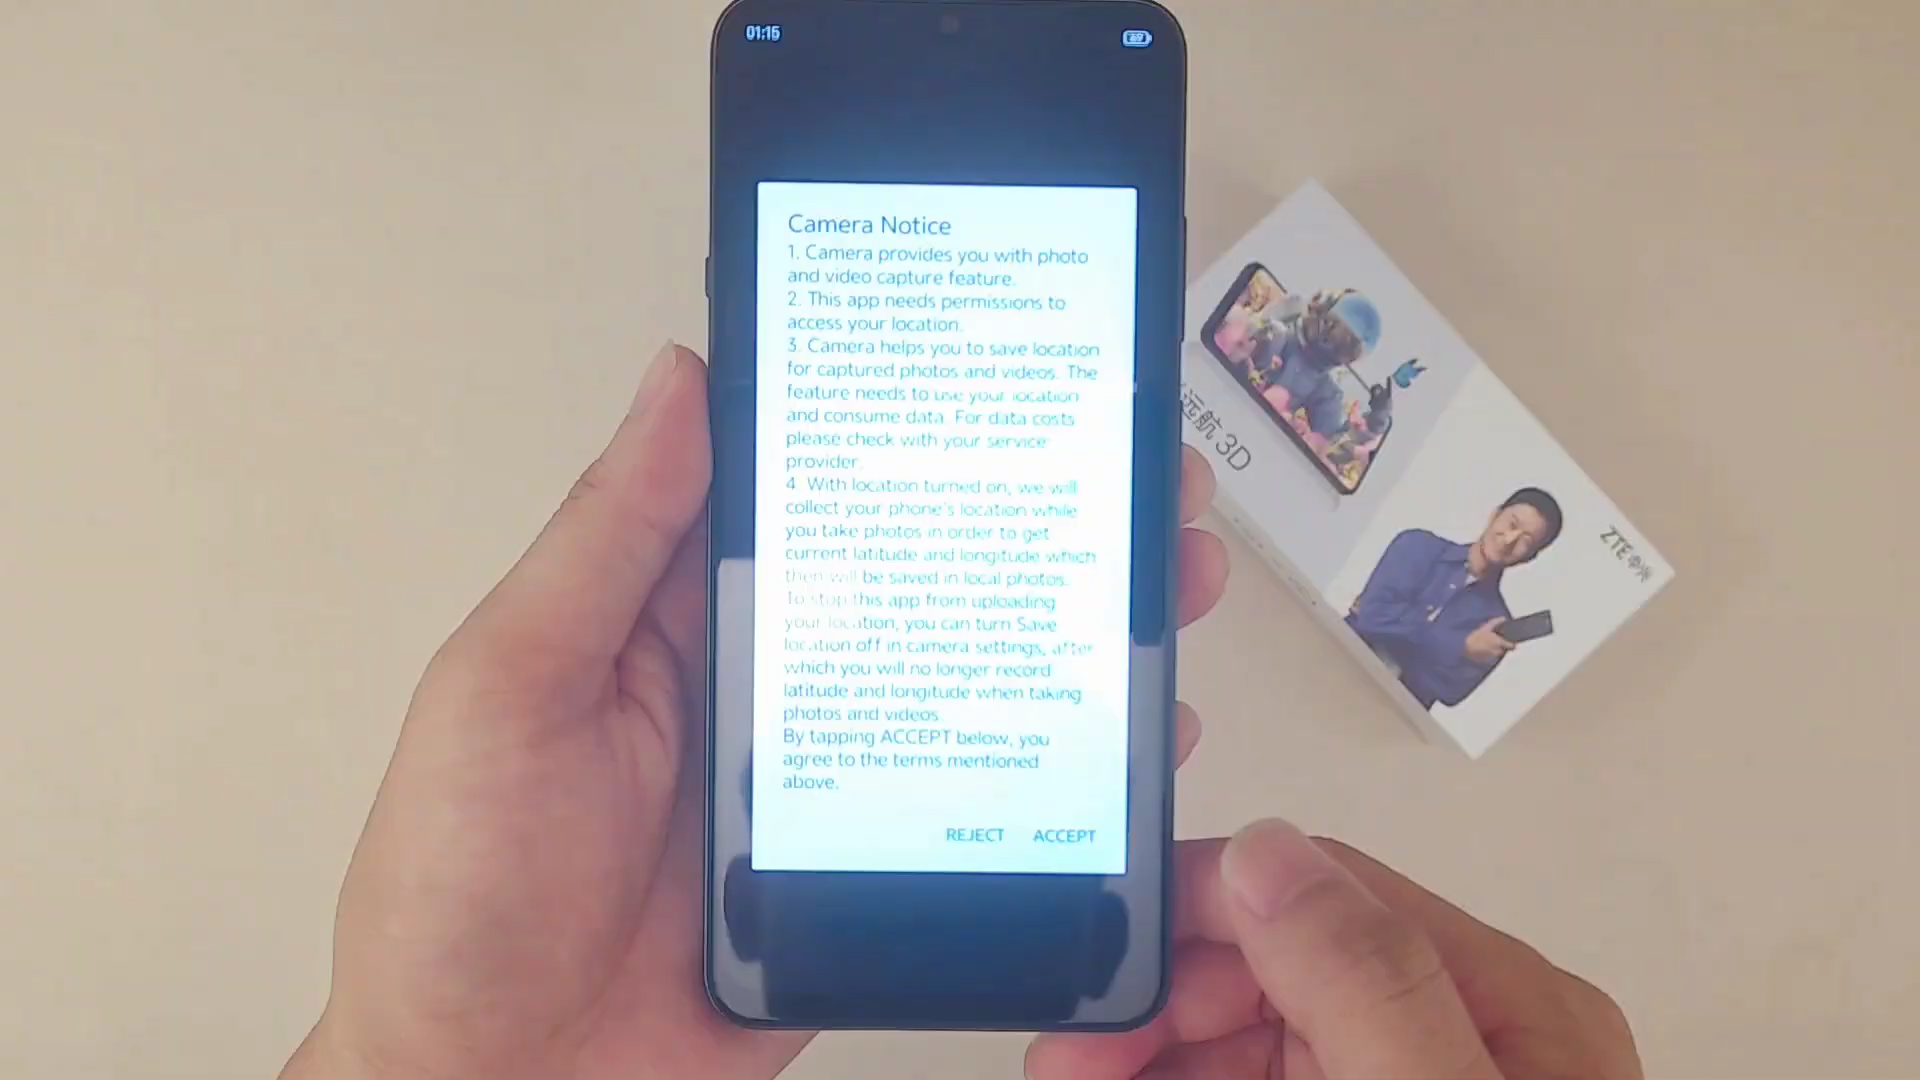 01:15
69
Camera Notice
1. Camera provides you with photo
and video capture feature.
2. This app needs permissions to
access your location.
3. Camera helps you to save location
for captured photos and videos. The
feature needs to use your location
and consume data. For data costs
please check with your service
provider.
4. With location turned on, we will
collect your phone's location while
you take photos in order to get
current latitude and longitude which
then will be saved in local photos.
To stop this app from uploading
your location, you can turn Save
location off in camera settings, after
which you will no longer record
latitude and longitude when taking
photos and videos.
By tapping ACCEPT below, you
agree to the terms mentioned
above.
REJECT ACCEPT
远航 3D
ZTE中兴